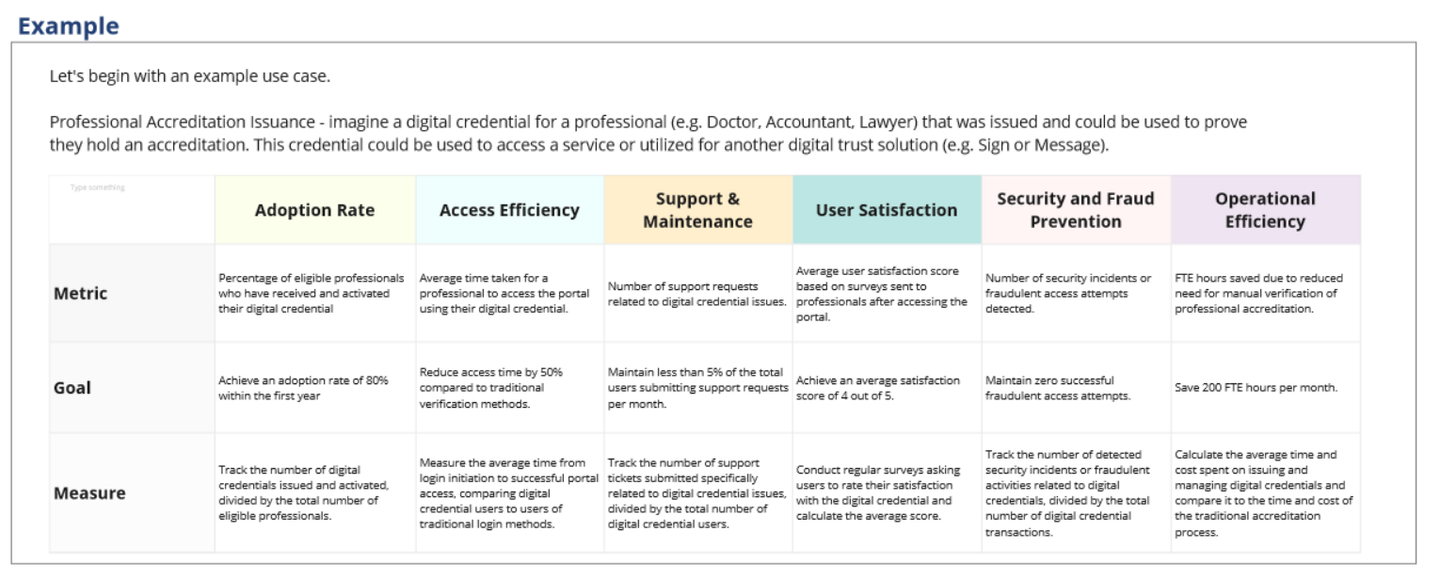 Example
Let's begin with an example use case.
Professional Accreditation Issuance - imagine a digital credential for a professional (e.g. Doctor, Accountant, Lawyer) that was issued and could be used to prove
they hold an accreditation. This credential could be used to access a service or utilized for another digital trust solution (e.g. Sign or Message).
Type something
Adoption Rate
Access Efficiency
Support &
Maintenance
User Satisfaction
Security and Fraud
Prevention
Operational
Efficiency
Metric
Percentage of eligible professionals
who have received and activated
their digital credential
Average time taken for a
professional to access the portal
using their digital credential.
Number of support requests
related to digital credential issues.
Average user satisfaction score
based on surveys sent to
professionals after accessing the
portal.
Number of security incidents or
fraudulent access attempts
detected.
FTE hours saved due to reduced
need for manual verification of
professional accreditation.
Goal
Achieve an adoption rate of 80%
within the first year
Reduce access time by 50%
compared to traditional
verification methods.
Maintain less than 5% of the total
users submitting support requests
per month.
Achieve an average satisfaction
score of 4 out of 5.
Maintain zero successful
fraudulent access attempts.
Save 200 FTE hours per month.
Measure
Track the number of digital
credentials issued and activated,
divided by the total number of
eligible professionals.
Measure the average time from
login initiation to successful portal
access, comparing digital
credential users to users of
traditional login methods.
Track the number of support
tickets submitted specifically
related to digital credential issues,
divided by the total number of
digital credential users.
Conduct regular surveys asking
users to rate their satisfaction
with the digital credential and
calculate the average score.
Track the number of detected
security incidents or fraudulent
activities related to digital
credentials, divided by the total
number of digital credential
transactions.
Calculate the average time and
cost spent on issuing and
managing digital credentials and
compare it to the time and cost of
the traditional accreditation
process.